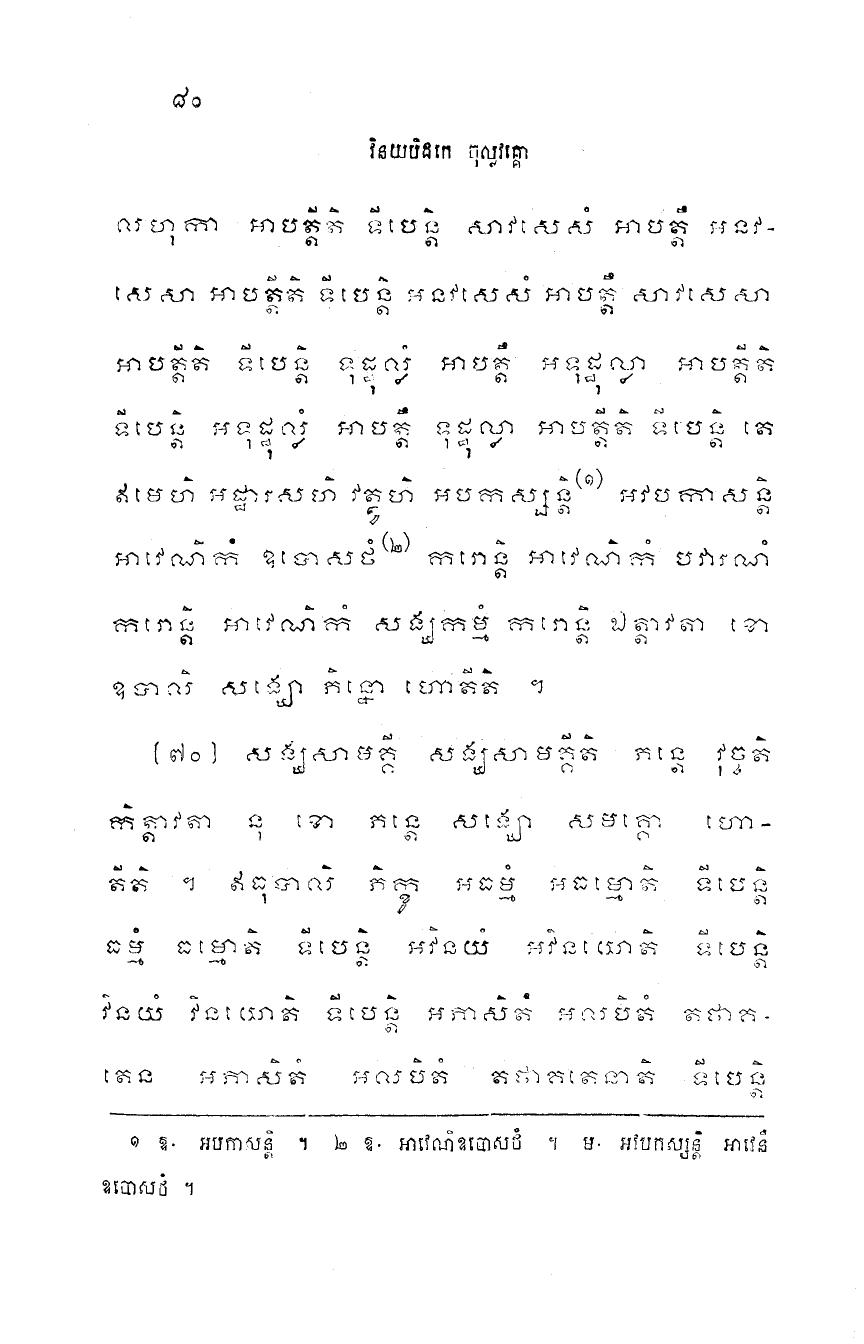 ៨០
វិនយបិដកេ ចុល្លវគ្គោ
លហុកា អាបត្តីតិ ទីបេន្តិ សាវសេសំ អាបត្តឹ អនវ-
សេសា អាបត្តីតិ ទីបេន្តិ អនវសេសំ អាបត្តឹ សាវសេសា
អាបត្តីតិ ទីបេន្តិ ទុដ្ឋុល្លំ អាបត្តឹ អទុដ្ឋុល្លា អាបត្តីតិ
ទីបេន្តិ អទុដ្ឋុល្លំ អាបត្តឹ ទុដ្ឋុល្លា អាបត្តីតិ ទីបេន្តិ តេ
ឥមេហិ អដ្ឋារសហិ វត្ថូហិ អបកស្សន្តិ(១) អវបកាសន្តិ
អាវេណិកំ ឧបោសថំ(២) ករោន្តិ អាវេណិកំ បវារណំ
ករោន្តិ អាវេណិកំ សង្ឃកម្មំ ករោន្តិ ឯត្តាវតា ខោ
ឧបាលិ សង្ឃោ ភិន្នោ ហោតីតិ ។
(៧០) សង្ឃសាមគ្គី សង្ឃសាមគ្គីតិ ភន្តេ វុច្ចតិ
កិត្តាវតា នុ ខោ ភន្តេ សង្ឃោ សមគ្គោ ហោ-
តីតិ ។ ឥធុបាលិ ភិក្ខូ អធម្មំ អធម្មោតិ ទីបេន្តិ
ធម្មំ ធម្មោតិ ទីបេន្តិ អវិនយំ អវិនយោតិ ទីបេន្តិ
វិនយំ វិនយោតិ ទីបេន្តិ អភាសិតំ អលបិតំ តថាគ-
តេន អភាសិតំ អលបិតំ តថាគតេនាតិ ទីបេន្តិ
១ ឱ. អបកាសន្តិ ។ ២ ឱ. អាវេណិឧបោសថំ ។ ម. អវបកស្សន្តិ អាវេនឹ
ឧបោសថំ ។